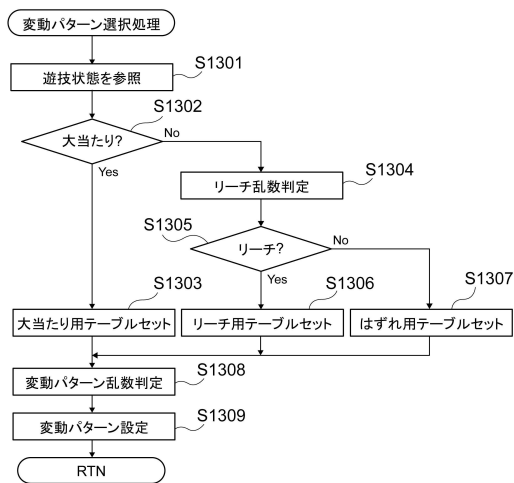 変動パターン選択処理
S1301
遊技状態を参照
S1302
大当たり?
No
Yes
S1304
リーチ乱数判定
S1305
リーチ?
No
Yes
S1303
大当たり用テーブルセット
S1306
リーチ用テーブルセット
S1307
はずれ用テーブルセット
S1308
変動パターン乱数判定
S1309
変動パターン設定
RTN